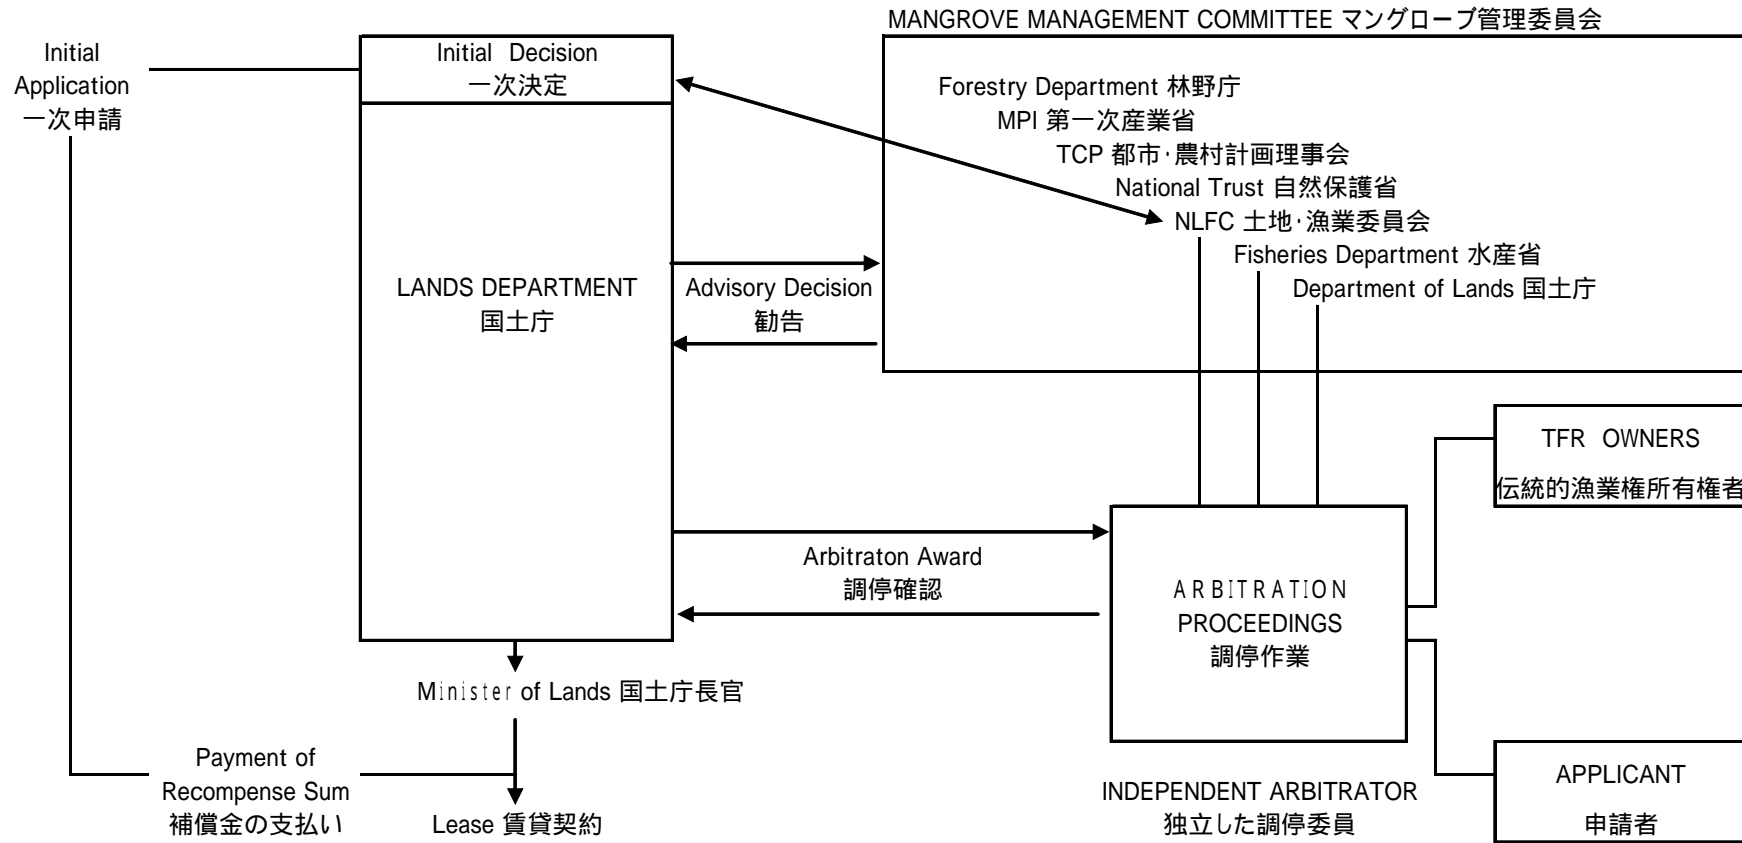 MANGROVE MANAGEMENT COMMITTEE マングローブ管理委員会
Initial
Application
一次申請
Initial Decision
一次決定
Forestry Department 林野庁
MPI 第一次産業省
TCP 都市･農村計画理事会
National Trust 自然保護省
NLFC 土地･漁業委員会
Fisheries Department 水産省
Department of Lands 国土庁
LANDS DEPARTMENT
国土庁
Advisory Decision
勧告
TFR OWNERS
伝統的漁業権所有権者
Arbitraton Award
調停確認
ARBITRATION
PROCEEDINGS
調停作業
Minister of Lands 国土庁長官
Payment of
Recompense Sum
補償金の支払い
Lease 賃貸契約
INDEPENDENT ARBITRATOR
独立した調停委員
APPLICANT
申請者